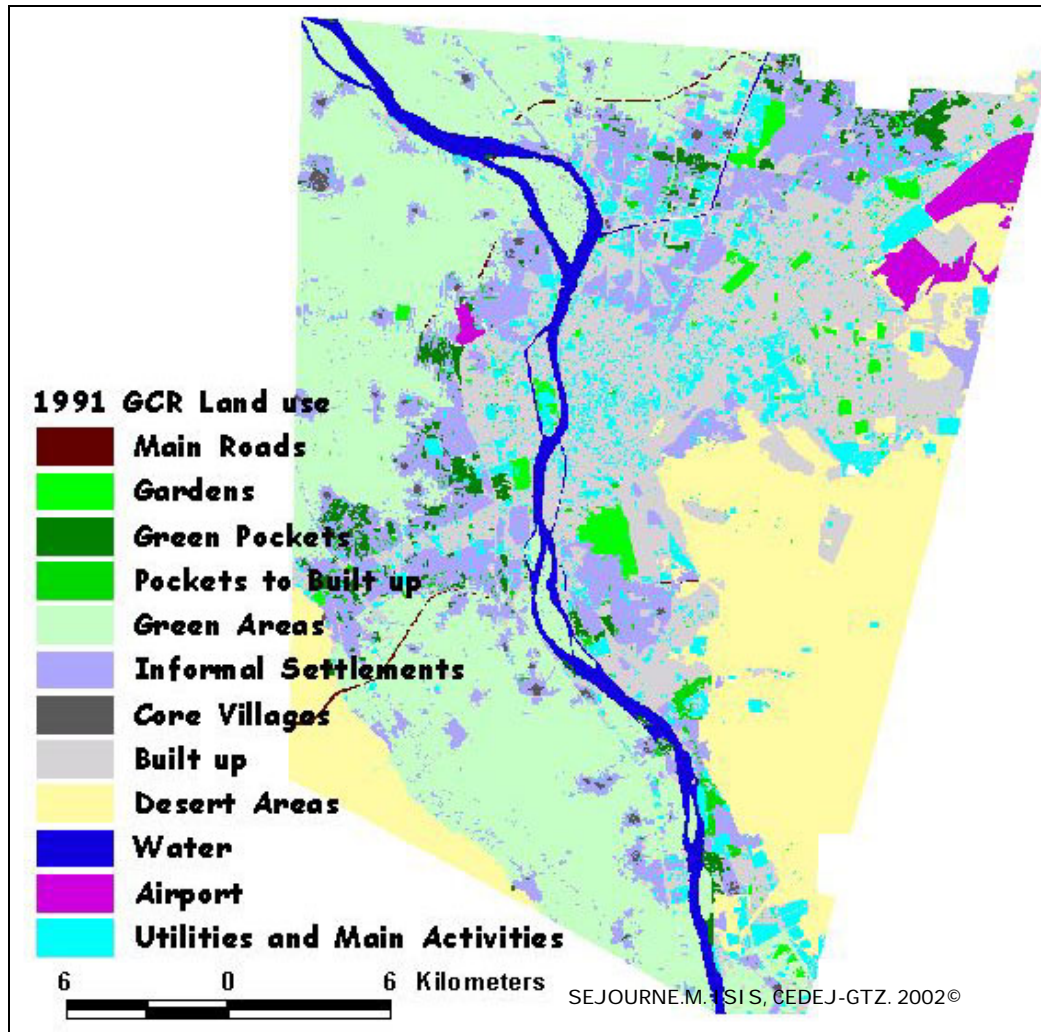 1991 GCR Land use
Main Roads
Gardens
Green Pockets
Pockets to Built up
Green Areas
Informal Settlements
Core Villages
Built up
Desert Areas
Water
Airport
Utilities and Main Activities
6 0 6 Kilometers
SEJOURNE.M. ISIS, CEDEJ-GTZ. 2002©